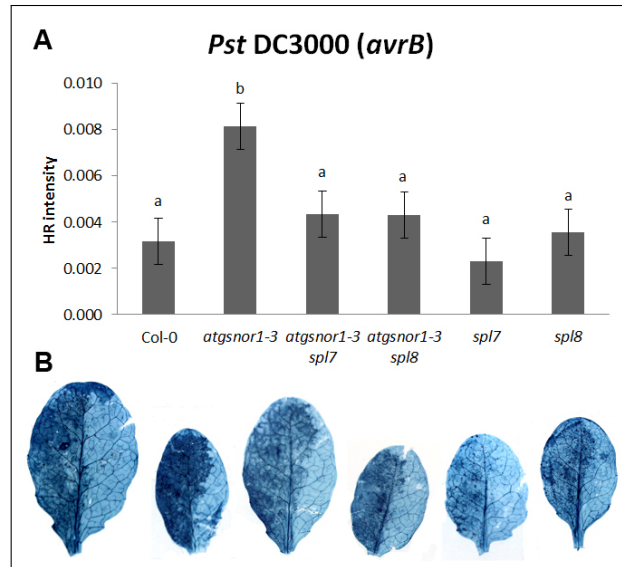 A
Pst DC3000 (avrB)
0.010
0.008
0.006
0.004
0.002
0.000
HR intensity
a
b
a
a
a
a
Col-0
atgsnor1-3
atgsnor1-3
spl7
atgsnor1-3
spl8
spl7
spl8
B